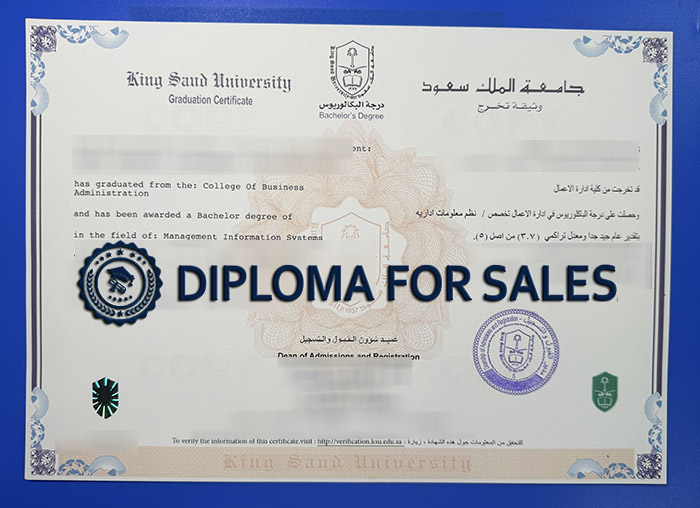 King Saud University
Graduation Certificate
جامعة الملك سعود
وثيقة تخرج
درجة البكالوريوس
Bachelor's Degree
ent:
has graduated from the: College Of Business
Administration
قد تخرجت من كلية ادارة الاعمال
and has been awarded a Bachelor degree of
وحصلت على درجة البكالوريوس في ادارة الاعمال تخصص / نظم معلومات اداريه
in the field of: Management Information Systems
بتقدير عام جيد جدا ومعدل تراكمي (٣.٧) من اصل (٥).
DIPLOMA FOR SALES
عميد شؤون القبول والتسجيل
Dean of Admissions and Registration
To verify the information of this certificate.visit : http://verification.ksu.edu.sa , للتحقق من المعلومات حول هذه الشهادة ، زيارة
King Saud University